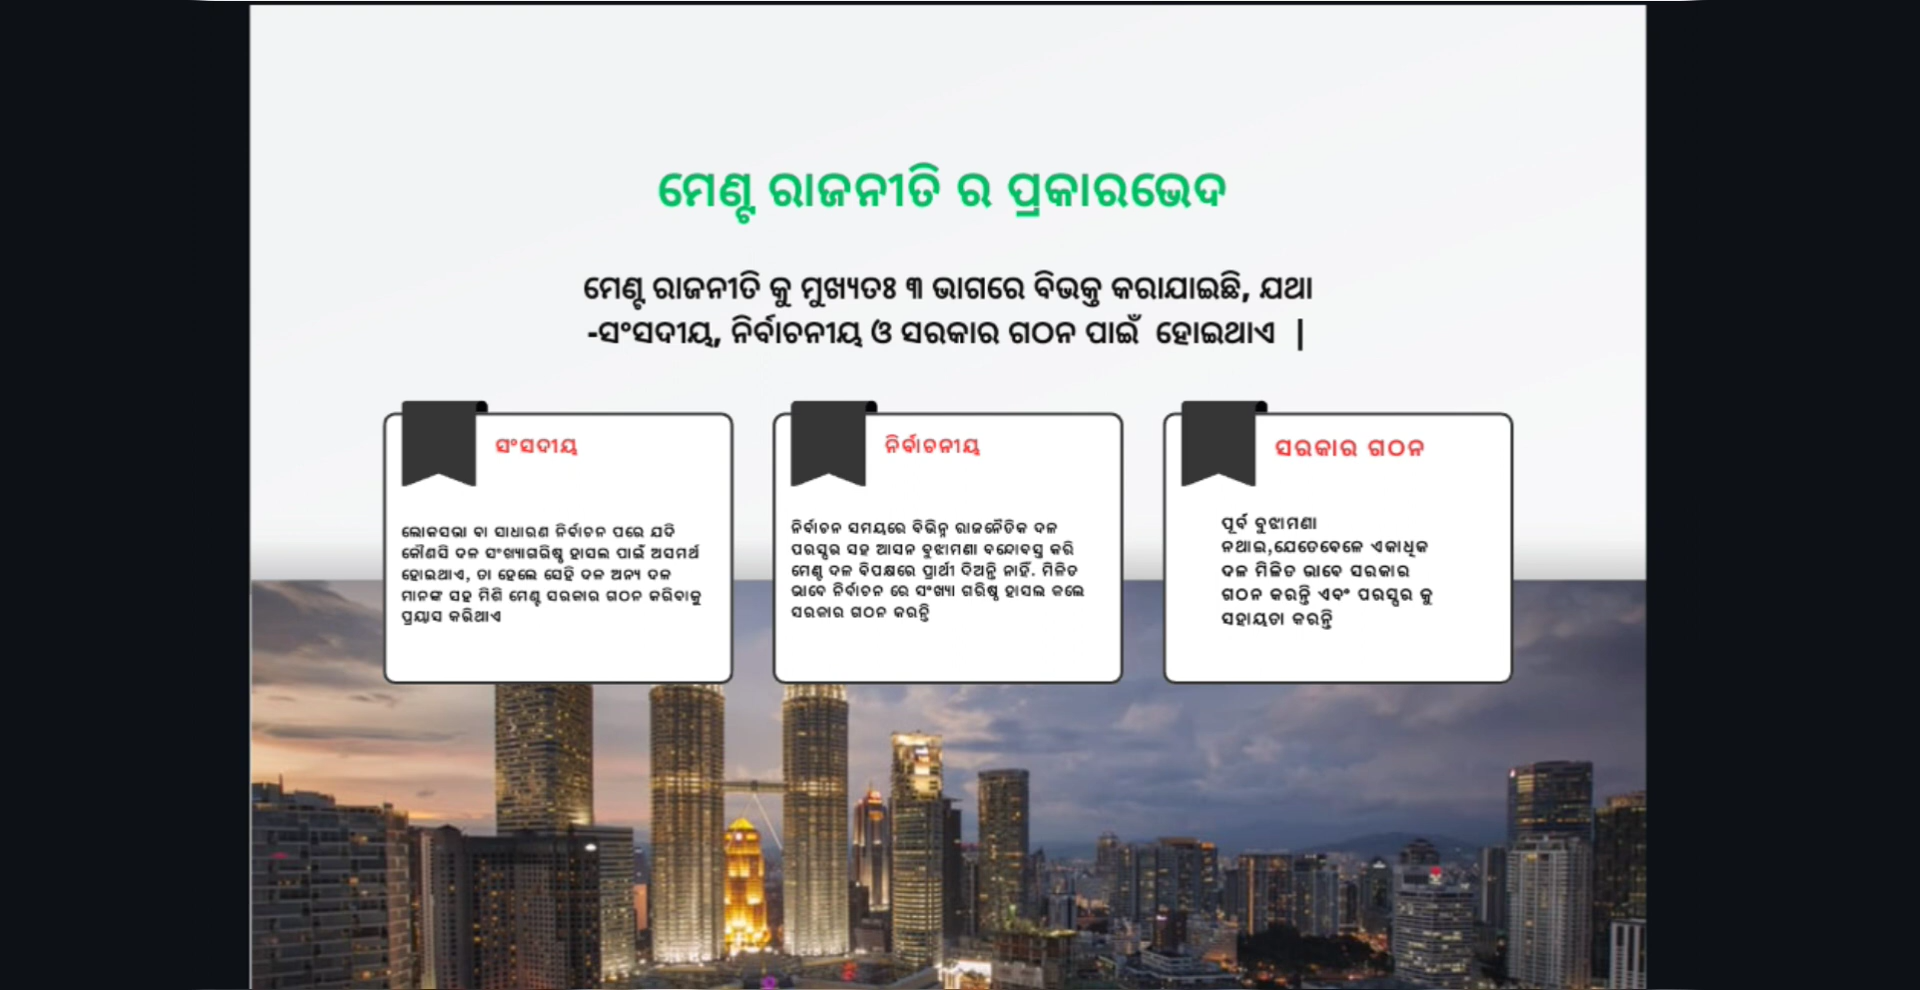 ମେଣ୍ଟ ରାଜନୀତି ର ପ୍ରକାରଭେଦ
ମେଣ୍ଟ ରାଜନୀତି କୁ ମୁଖ୍ୟତଃ ୩ ଭାଗରେ ବିଭକ୍ତ କରାଯାଇଛି, ଯଥା
-ସଂସଦୀୟ, ନିର୍ବାଚନୀୟ ଓ ସରକାର ଗଠନ ପାଇଁ ହୋଇଥାଏ |
ସଂସଦୀୟ
ଲୋକସଭା ବା ସାଧାରଣ ନିର୍ବାଚନ ପରେ ଯଦି
କୌଣସି ଦଳ ସଂଖ୍ୟାଗରିଷ୍ଠ ହାସଲ ପାଇଁ ଅସମର୍ଥ
ହୋଇଥାଏ, ତା ହେଲେ ସେହି ଦଳ ଅନ୍ୟ ଦଳ
ମାନଙ୍କ ସହ ମିଶି ମେଣ୍ଟ ସରକାର ଗଠନ କରିବାକୁ
ପ୍ରୟାସ କରିଥାଏ
ନିର୍ବାଚନୀୟ
ନିର୍ବାଚନ ସମୟରେ ବିଭିନ୍ନ ରାଜନୈତିକ ଦଳ
ପରସ୍ପର ସହ ଆସନ ବୁଝାମଣା ବନ୍ଦୋବସ୍ତ କରି
ମେଣ୍ଟ ଦଳ ବିପକ୍ଷରେ ପ୍ରାର୍ଥୀ ଦିଅନ୍ତି ନାହିଁ. ମିଳିତ
ଭାବେ ନିର୍ବାଚନ ରେ ସଂଖ୍ୟା ଗରିଷ୍ଠ ହାସଲ କଲେ
ସରକାର ଗଠନ କରନ୍ତି
ସରକାର ଗଠନ
ପୂର୍ବ ବୁଝାମଣା
ନଥାଇ,ଯେତେବେଳେ ଏକାଧିକ
ଦଳ ମିଳିତ ଭାବେ ସରକାର
ଗଠନ କରନ୍ତି ଏବଂ ପରସ୍ପର କୁ
ସହାୟତା କରନ୍ତି